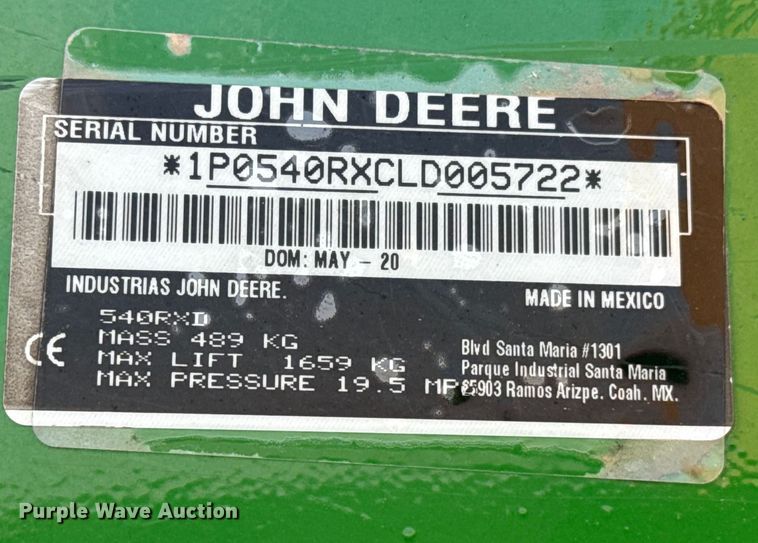 JOHN DEERE
SERIAL NUMBER
*1P0540RXCLD005722*
DOM: MAY - 20
INDUSTRIAS JOHN DEERE.
MADE IN MEXICO
CE
540RXD
MASS 489 KG
MAX LIFT 1659 KG
MAX PRESSURE 19.5
Blvd Santa Maria #1301
Parque Industrial Santa Maria
25903 Ramos Arizpe. Coah. MX.
Purple Wave Auction